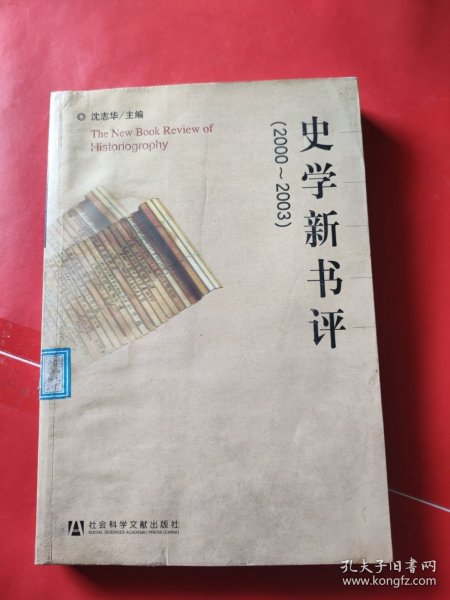 沈志华/主编
The New Book Review of
Historiogrophy
史学新书评
(2000～2003)
社会科学文献出版社
SOCIAL SCIENCES ACADEMIC PRESS (CHINA)
孔夫子旧书网
www.kongfz.com